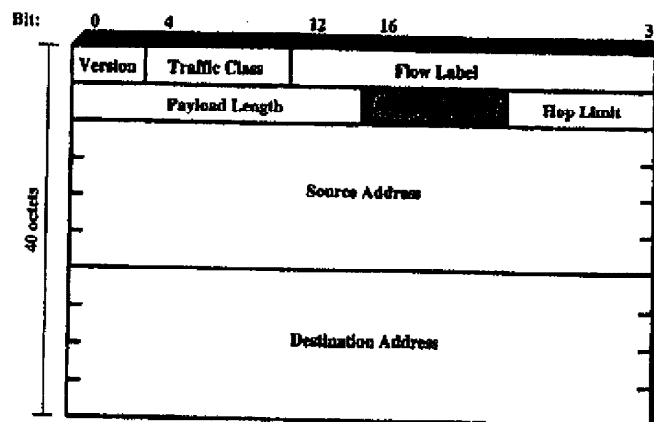 Bit: 0 4 12 16 3
Version Traffic Class Flow Label
Payload Length Hop Limit
Source Address
40 octets
Destination Address